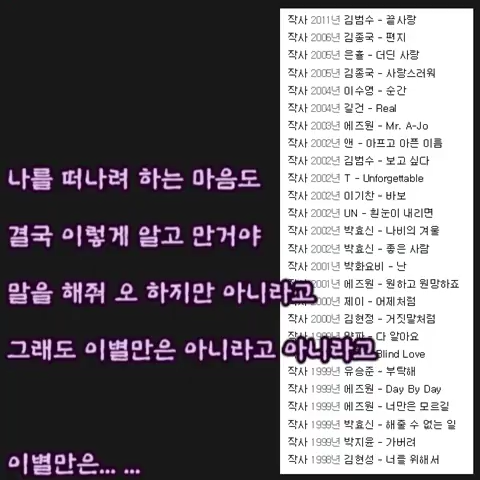 나를 떠나려 하는 마음도
결국 이렇게 알고 만거야
말을 해줘 오 하지만 아니라고
그래도 이별만은 아니라고 아니라고
이별만은... ...
작사 2011년 김범수 - 끝사랑
작사 2006년 김종국 - 편지
작사 2005년 은휼 - 더딘 사랑
작사 2005년 김종국 - 사랑스러워
작사 2004년 이수영 - 순간
작사 2004년 길건 - Real
작사 2003년 에즈원 - Mr. A-Jo
작사 2002년 앤 - 아프고 아픈 이름
작사 2002년 김범수 - 보고 싶다
작사 2002년 T - Unforgettable
작사 2002년 이기찬 - 바보
작사 2002년 UN - 흰눈이 내리면
작사 2002년 박효신 - 나비의 겨울
작사 2002년 박효신 - 좋은 사람
작사 2001년 박화요비 - 난
작사 2001년 에즈원 - 원하고 원망하죠
2000년 제이 - 어제처럼
작사 2000년 김현정 - 거짓말처럼
작사 - 다 알아요
Blind Love
작사 1999년 유승준 - 부탁해
작사 1999년 에즈원 - Day By Day
작사 1999년 에즈원 - 너만은 모르길
작사 1999년 박효신 - 해줄 수 없는 일
작사 1999년 박지윤 - 가버려
작사 1998년 김현성 - 너를 위해서